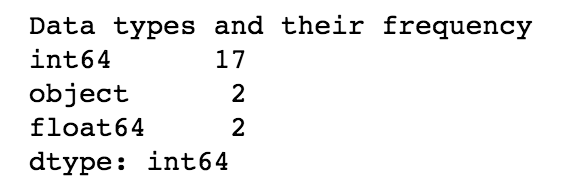 Data types and their frequency
int64      17
object      2
float64     2
dtype: int64